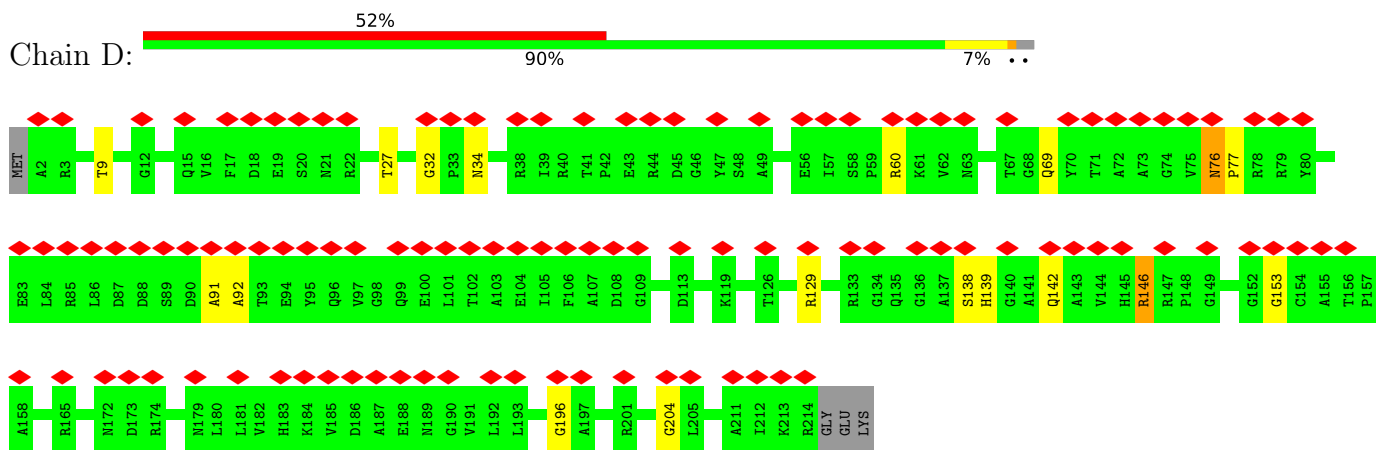 52%
Chain D:
90% 7% • •
MET A2 R3 T9 G12 Q15 V16 F17 D18 E19 S20 N21 R22 T27 G32 P33 N34 R38 I39 R40 T41 P42 E43 R44 D45 G46 Y47 S48 A49 E56 I57 S58 P59 R60 K61 V62 N63 T67 G68 Q69 Y70 T71 A72 A73 G74 V75 N76 P77 R78 R79 Y80
E83 L84 R85 L86 D87 D88 S89 D90 A91 A92 T93 E94 Y95 Q96 V97 G98 Q99 E100 L101 T102 A103 E104 I105 F106 A107 D108 G109 D113 K119 T126 R129 R133 G134 Q135 G136 A137 S138 H139 G140 A141 Q142 A143 V144 H145 R146 R147 P148 G149 G152 G153 C154 A155 T156 P157
A158 R165 N172 D173 R174 N179 L180 L181 V182 H183 K184 V185 D186 A187 E188 N189 G190 V191 L192 L193 G196 A197 R201 G204 L205 A211 I212 K213 R214 GLY GLU LYS